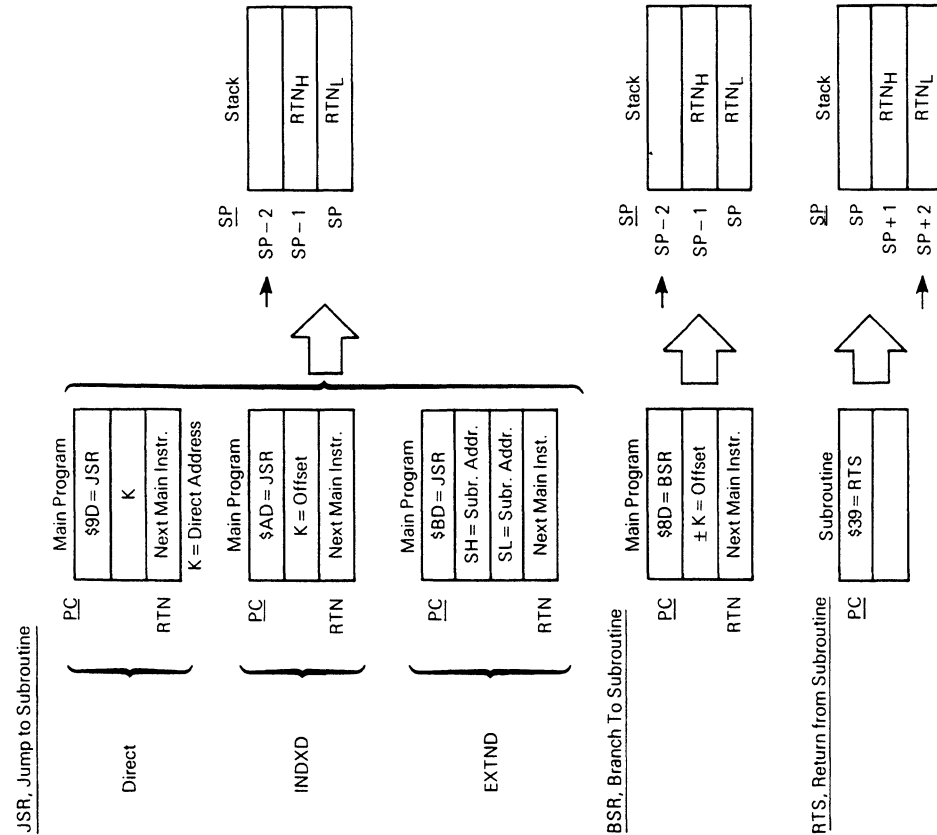 JSR, Jump to Subroutine
Direct
PC
RTN
Main Program
$9D = JSR
K
Next Main Instr.
K = Direct Address
INDXD
PC
RTN
Main Program
$AD = JSR
K = Offset
Next Main Instr.
EXTND
PC
RTN
Main Program
$BD = JSR
SH = Subr. Addr.
SL = Subr. Addr.
Next Main Inst.
SP
SP – 2
SP – 1
SP
Stack
RTNH
RTNL
BSR, Branch To Subroutine
PC
RTN
Main Program
$8D = BSR
± K = Offset
Next Main Instr.
SP
SP – 2
SP – 1
SP
Stack
RTNH
RTNL
RTS, Return from Subroutine
PC
Subroutine
$39 = RTS
SP
SP
SP + 1
SP + 2
Stack
RTNH
RTNL